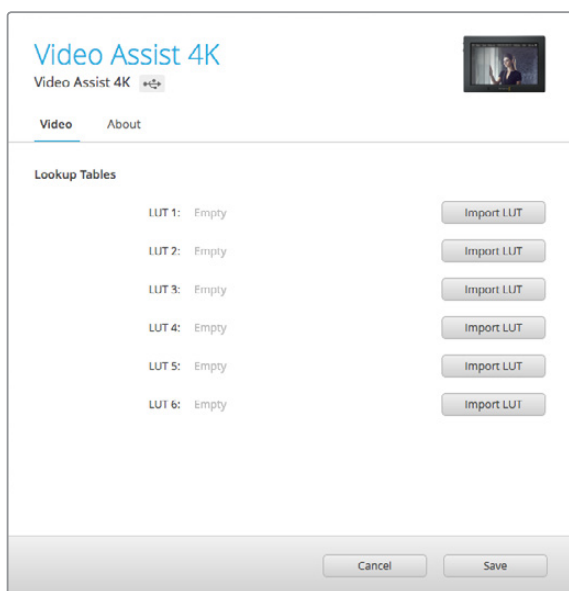 Video Assist 4K
Video Assist 4K
Video About
Lookup Tables
LUT 1: Empty Import LUT
LUT 2: Empty Import LUT
LUT 3: Empty Import LUT
LUT 4: Empty Import LUT
LUT 5: Empty Import LUT
LUT 6: Empty Import LUT
Cancel Save